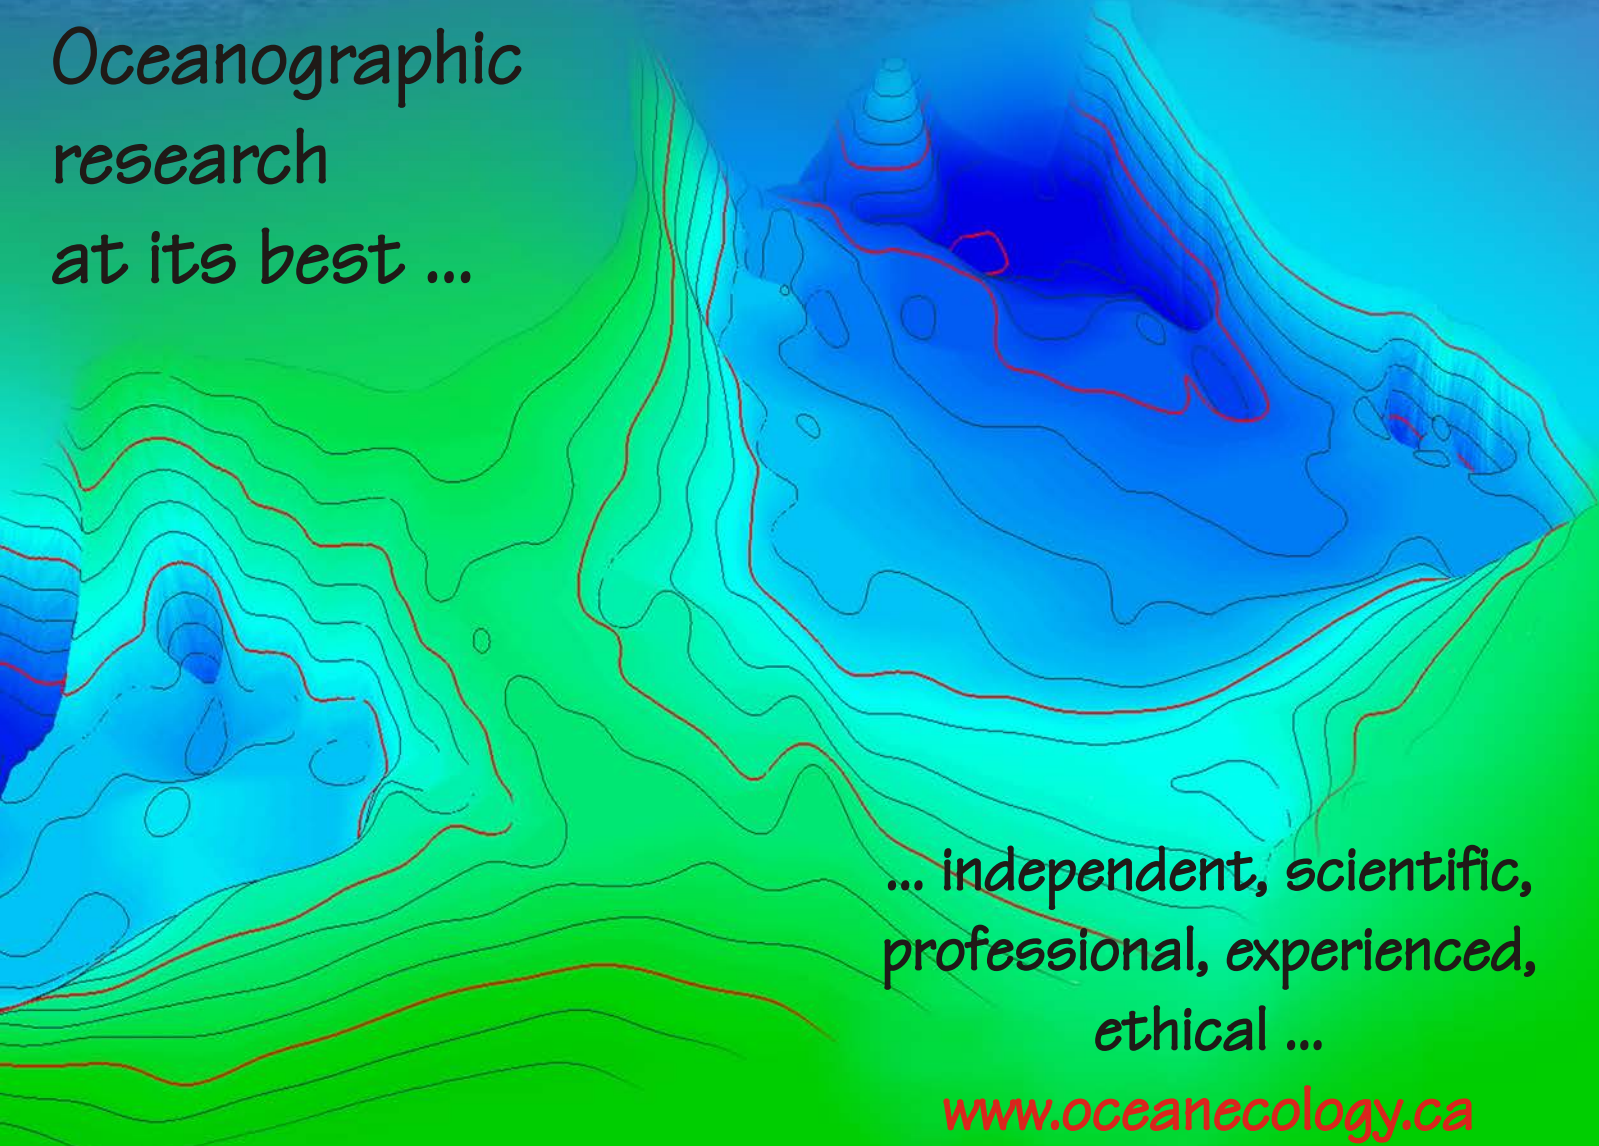 Oceanographic
research
at its best ...
... independent, scientific,
professional, experienced,
ethical ...
www.oceanecology.ca